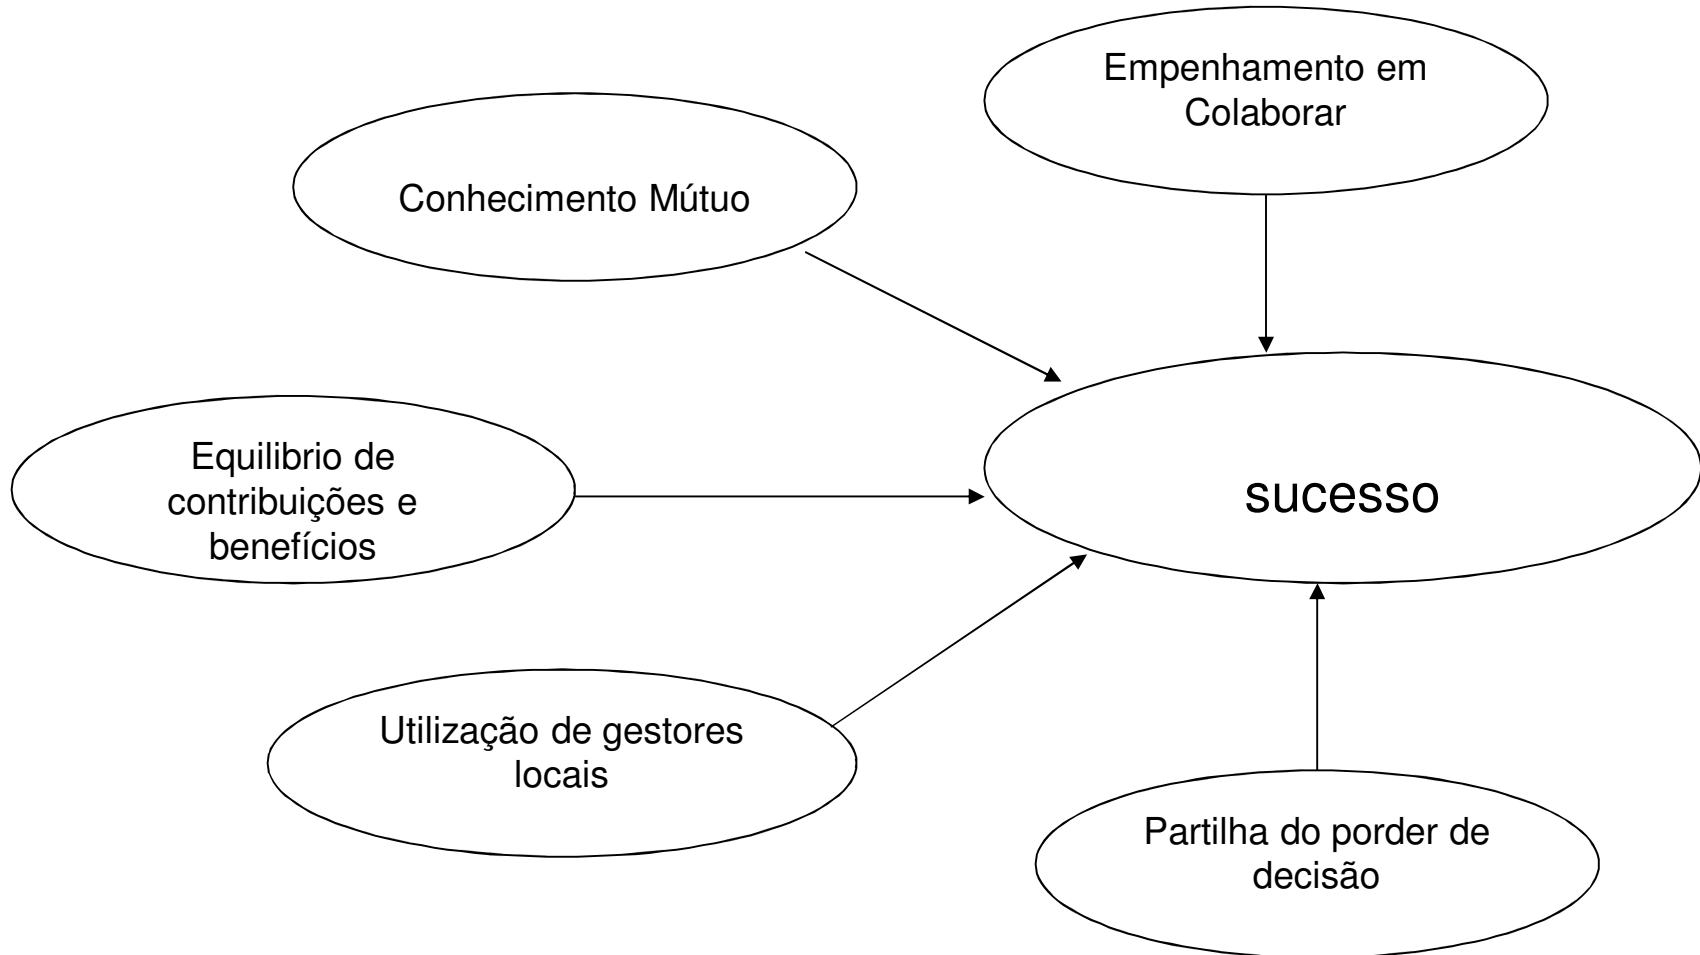 Empenhamento em
Colaborar
Conhecimento Mútuo
Equilibrio de
contribuições e
benefícios
sucesso
Utilização de gestores
locais
Partilha do porder de
decisão